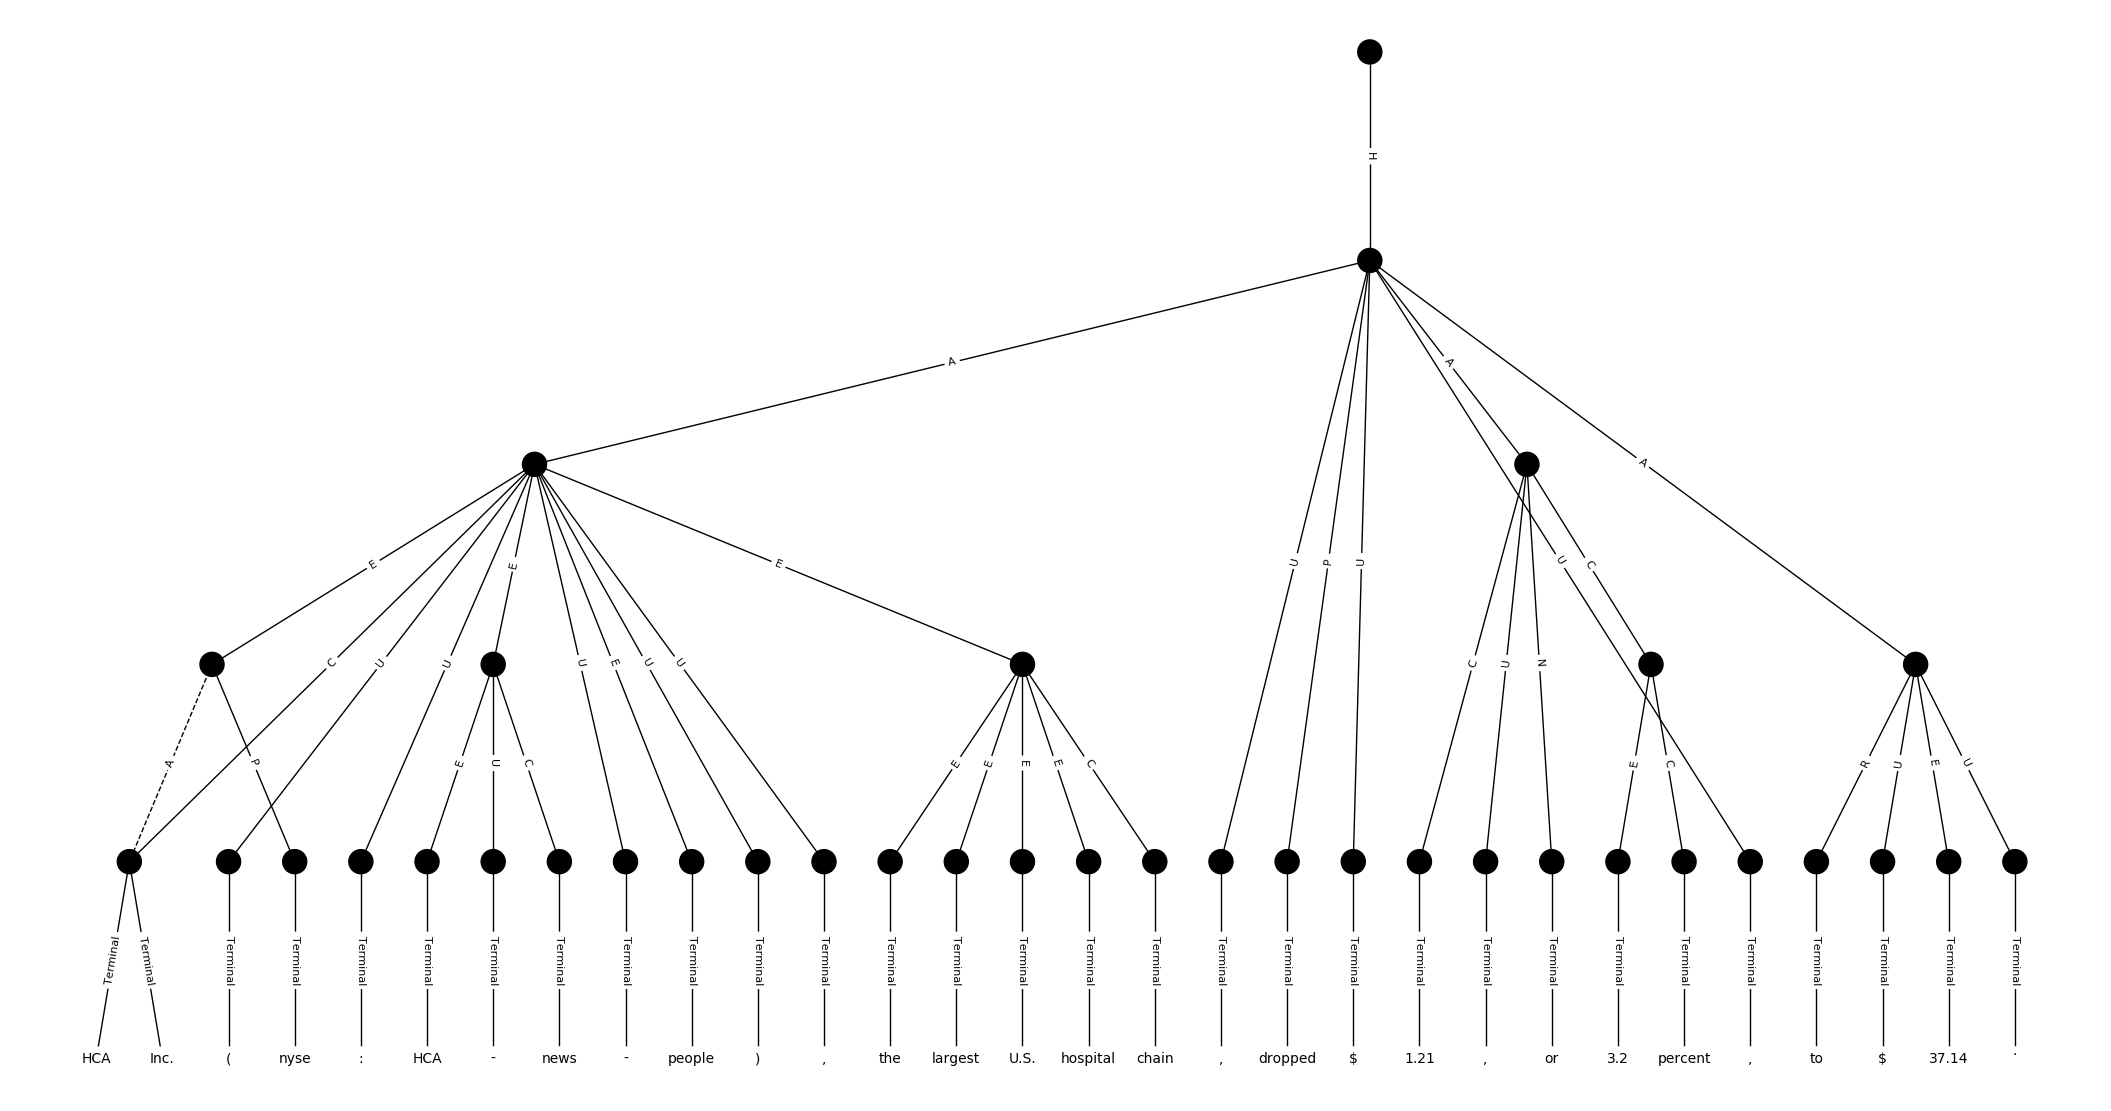 H
A A
A
E E E U P U U C
C U U U E U U C U N
A P E U C E E E E C E C R U E U
Terminal Terminal Terminal Terminal Terminal Terminal Terminal Terminal Terminal Terminal Terminal Terminal Terminal Terminal Terminal Terminal Terminal Terminal Terminal Terminal Terminal Terminal Terminal Terminal Terminal Terminal Terminal Terminal Terminal Terminal
HCA Inc. ( nyse : HCA - news - people ) , the largest U.S. hospital chain , dropped $ 1.21 , or 3.2 percent , to $ 37.14 .